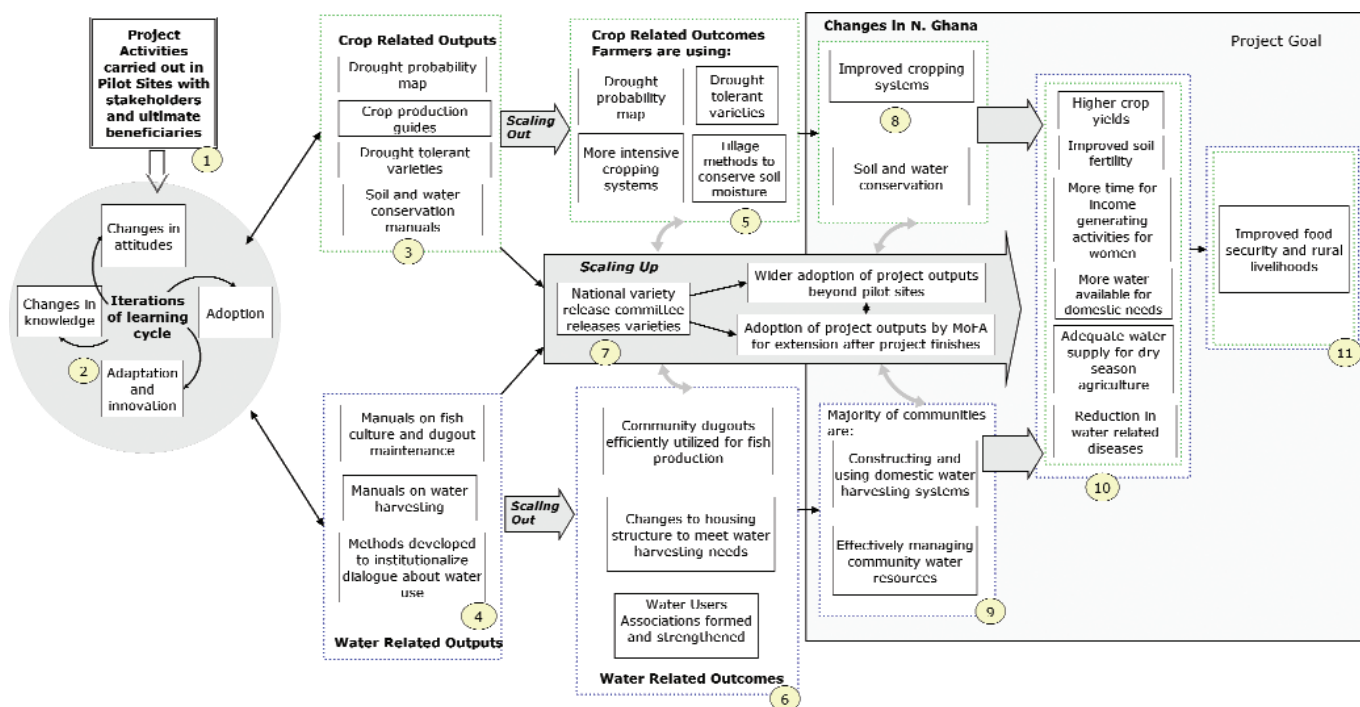 Project
Activities
carried out in
Pilot Sites with
stakeholders
and ultimate
beneficiaries
1
Changes in
attitudes
Changes in
knowledge
Iterations
of learning
cycle
Adoption
2
Adaptation
and
innovation
Crop Related Outputs
Drought probability
map
Crop production
guides
Drought tolerant
varieties
Soil and water
conservation
manuals
3
Scaling
Out
Crop Related Outcomes
Farmers are using:
Drought
probability
map
Drought
tolerant
varieties
More intensive
cropping
systems
Tillage
methods to
conserve soil
moisture
5
Changes in N. Ghana
Project Goal
Improved cropping
systems
8
Soil and water
conservation
Scaling Up
National variety
release committee
releases varieties
7
Wider adoption of project outputs
beyond pilot sites
Adoption of project outputs by MoFA
for extension after project finishes
Manuals on fish
culture and dugout
maintenance
Manuals on water
harvesting
Methods developed
to institutionalize
dialogue about water
use
4
Water Related Outputs
Scaling
Out
Community dugouts
efficiently utilized for fish
production
Changes to housing
structure to meet water
harvesting needs
Water Users
Associations formed
and strengthened
Water Related Outcomes
6
Majority of communities
are:
Constructing and
using domestic water
harvesting systems
Effectively managing
community water
resources
9
Higher crop
yields
Improved soil
fertility
More time for
income
generating
activities for
women
More water
available for
domestic needs
Adequate water
supply for dry
season
agriculture
Reduction in
water related
diseases
10
Improved food
security and rural
livelihoods
11